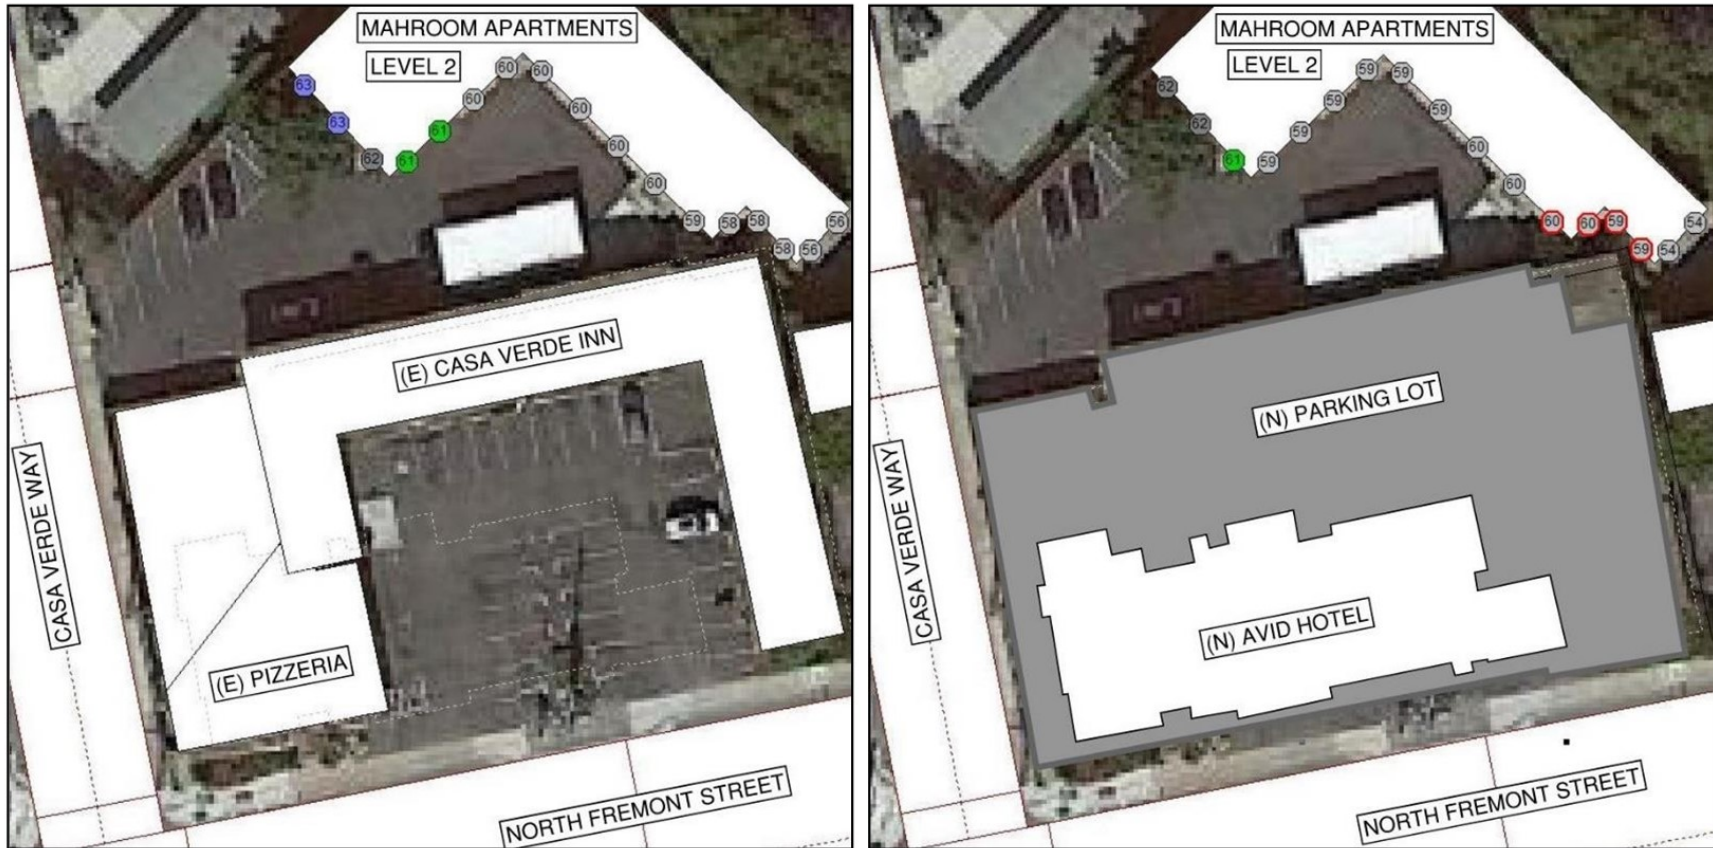 MAHROOM APARTMENTS
LEVEL 2
63
63
62
61
61
60
60
60
60
60
60
59
58
58
58
56
56
(E) CASA VERDE INN
CASA VERDE WAY
(E) PIZZERIA
NORTH FREMONT STREET
MAHROOM APARTMENTS
LEVEL 2
62
62
61
59
59
59
59
59
59
60
60
60
60
59
59
54
54
(N) PARKING LOT
CASA VERDE WAY
(N) AVID HOTEL
NORTH FREMONT STREET